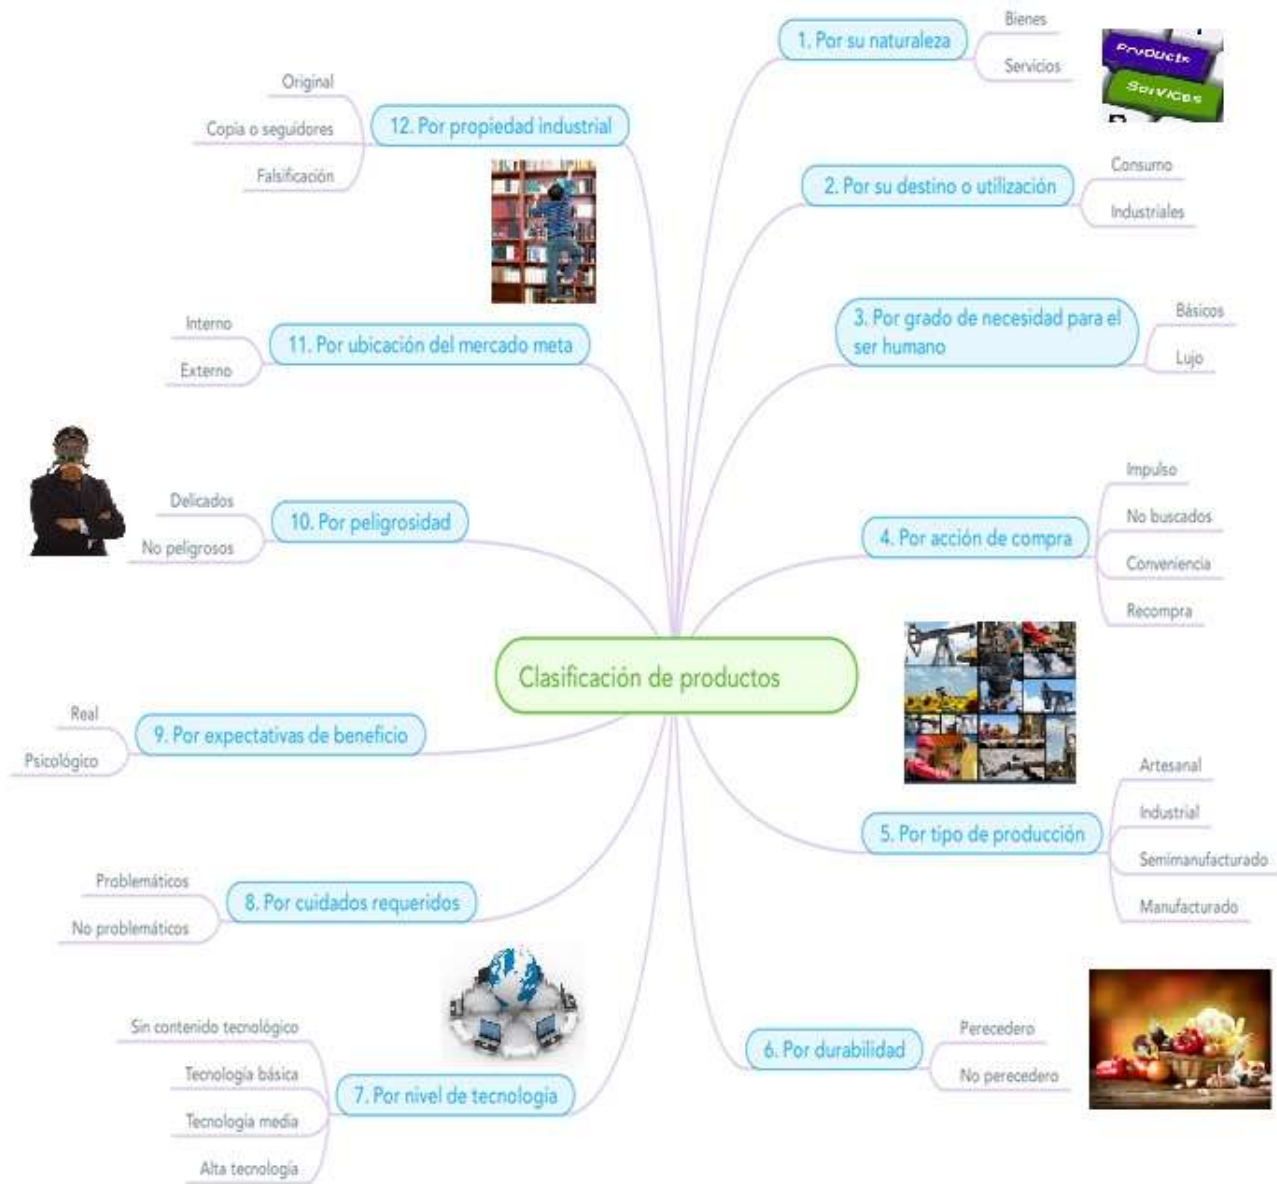 Clasificación de productos
1. Por su naturaleza
Bienes
Servicios
Products
Services
2. Por su destino o utilización
Consumo
Industriales
3. Por grado de necesidad para el
ser humano
Básicos
Lujo
4. Por acción de compra
Impulso
No buscados
Conveniencia
Recompra
5. Por tipo de producción
Artesanal
Industrial
Semimanufacturado
Manufacturado
6. Por durabilidad
Perecedero
No perecedero
7. Por nivel de tecnología
Sin contenido tecnológico
Tecnología básica
Tecnología media
Alta tecnología
8. Por cuidados requeridos
Problemáticos
No problemáticos
9. Por expectativas de beneficio
Real
Psicológico
10. Por peligrosidad
Delicados
No peligrosos
11. Por ubicación del mercado meta
Interno
Externo
12. Por propiedad industrial
Original
Copia o seguidores
Falsificación